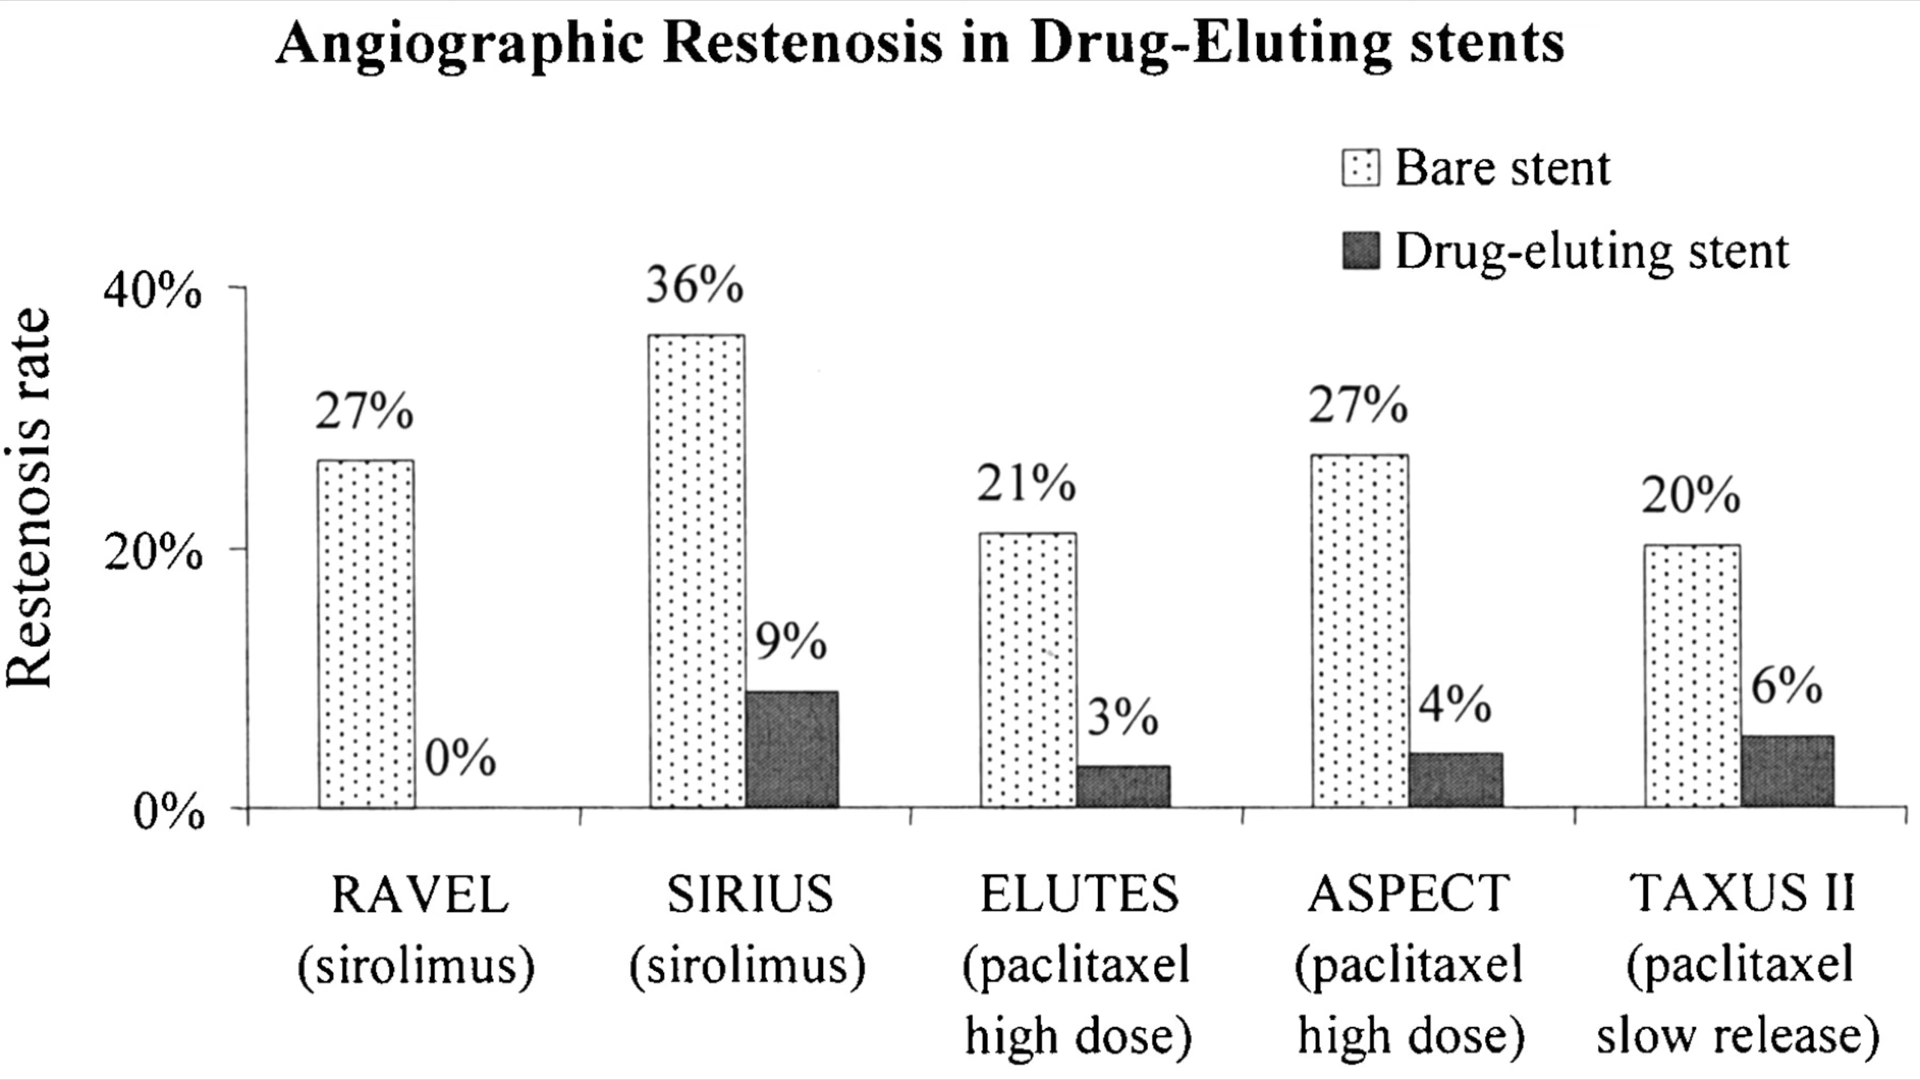 Angiographic Restenosis in Drug-Eluting stents
Bare stent
Drug-eluting stent
Restenosis rate
40%
20%
0%
27%
0%
36%
9%
21%
3%
27%
4%
20%
6%
RAVEL
(sirolimus)
SIRIUS
(sirolimus)
ELUTES
(paclitaxel
high dose)
ASPECT
(paclitaxel
high dose)
TAXUS II
(paclitaxel
slow release)